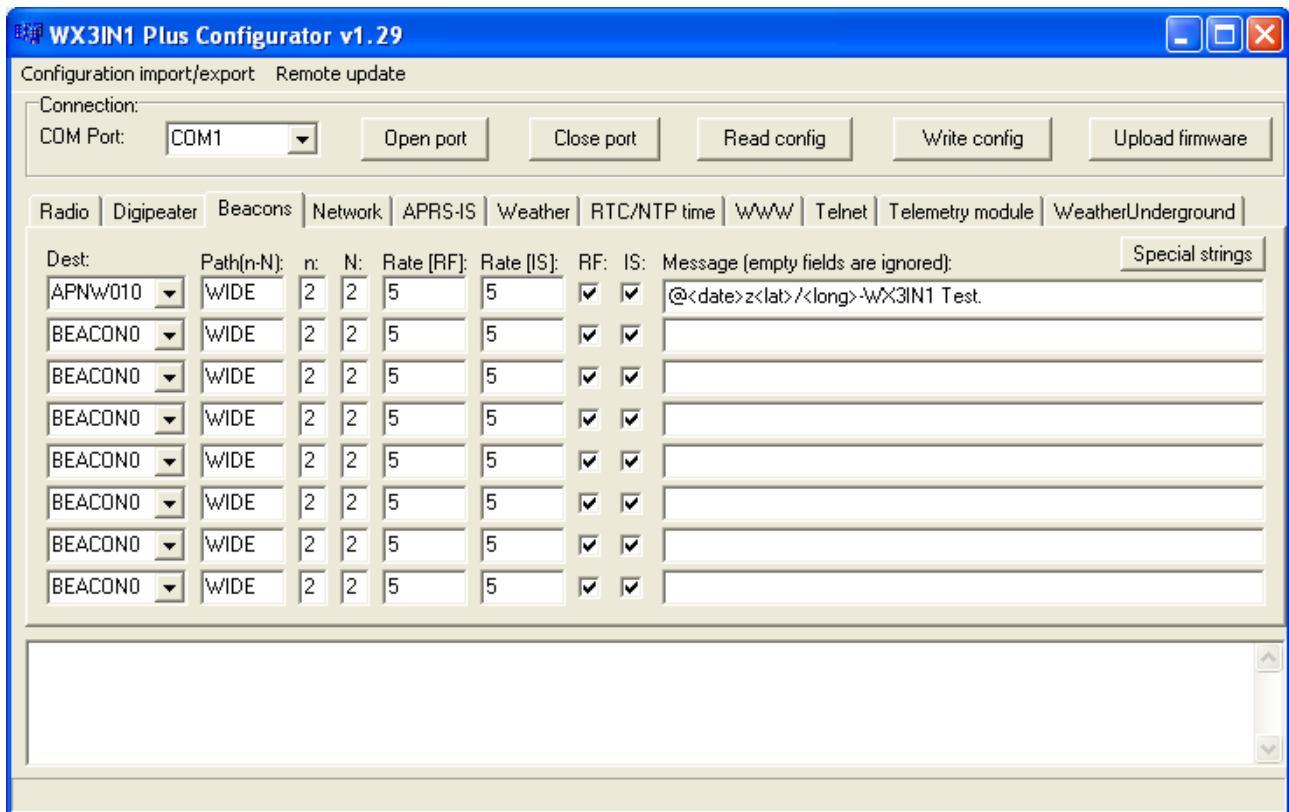 WX3IN1 Plus Configurator v1.29
Configuration import/export Remote update
Connection:
COM Port: COM1 Open port Close port Read config Write config Upload firmware
Radio Digipeater Beacons Network APRS-IS Weather RTC/NTP time WWW Telnet Telemetry module WeatherUnderground
Dest: Path(n-N): n: N: Rate [RF]: Rate [IS]: RF: IS: Message (empty fields are ignored): Special strings
APNW010 WIDE 2 2 5 5 @<date>z<lat>/<long>-WX3IN1 Test.
BEACON0 WIDE 2 2 5 5
BEACON0 WIDE 2 2 5 5
BEACON0 WIDE 2 2 5 5
BEACON0 WIDE 2 2 5 5
BEACON0 WIDE 2 2 5 5
BEACON0 WIDE 2 2 5 5
BEACON0 WIDE 2 2 5 5